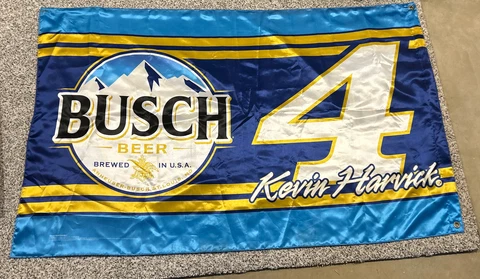 BUSCH
BEER
BREWED IN U.S.A.
4
Kevin Harvick